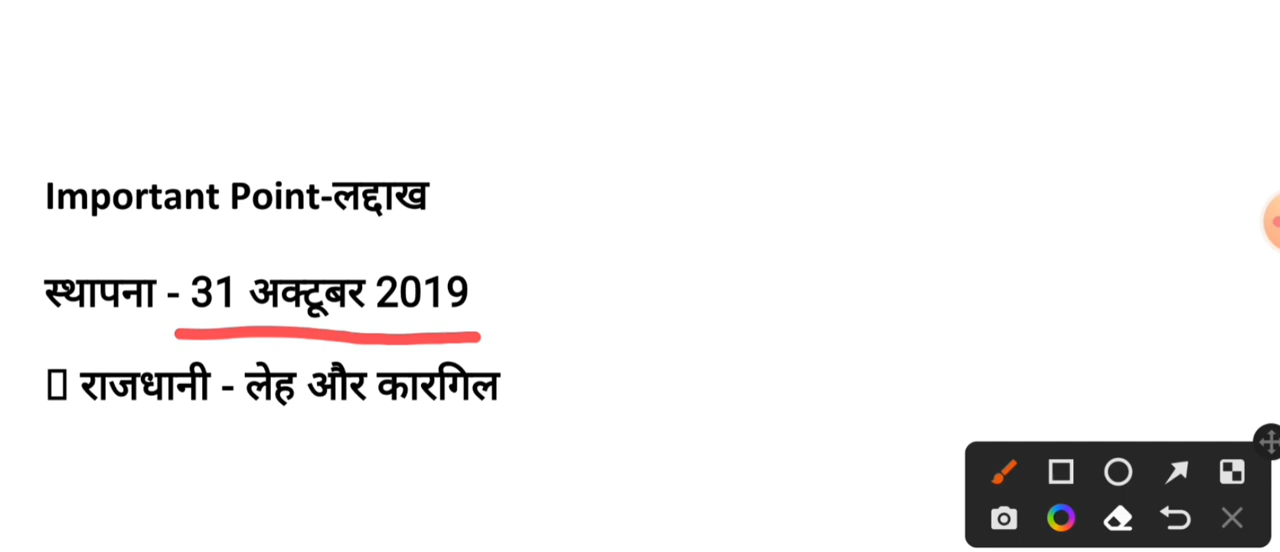 Important Point-लद्दाख
स्थापना - 31 अक्टूबर 2019
राजधानी - लेह और कारगिल